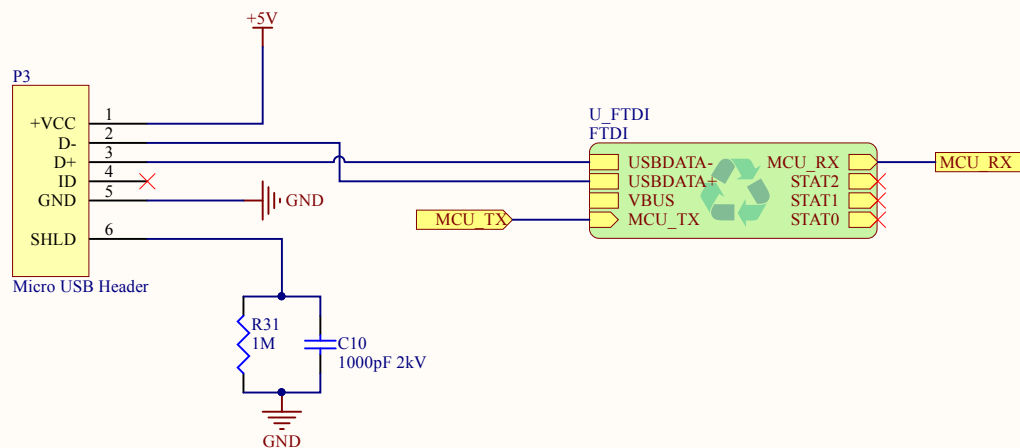 +5V
P3
+VCC 1
D- 2
D+ 3
ID 4
GND 5
SHLD 6
Micro USB Header
GND
R31
1M
C10
1000pF 2kV
GND
U_FTDI
FTDI
USBDATA- MCU_RX
USBDATA+ STAT2
VBUS STAT1
MCU_TX STAT0
MCU_TX
MCU_RX